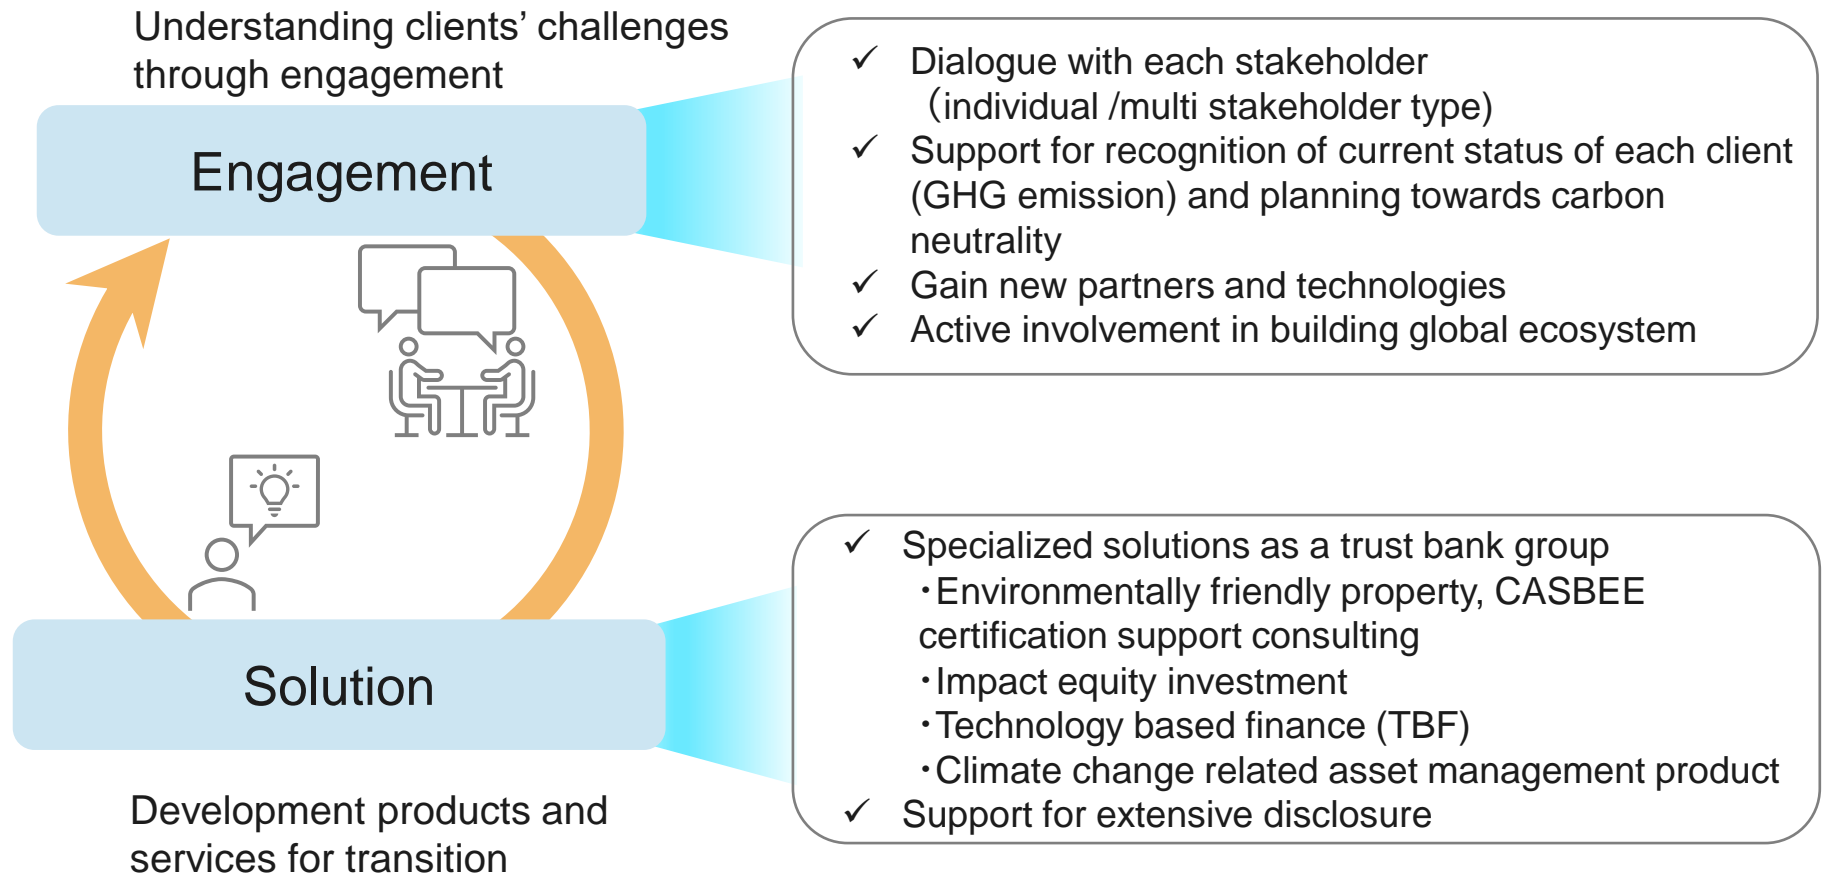 Understanding clients’ challenges
through engagement
Engagement
✓ Dialogue with each stakeholder
（individual /multi stakeholder type)
✓ Support for recognition of current status of each client
(GHG emission) and planning towards carbon
neutrality
✓ Gain new partners and technologies
✓ Active involvement in building global ecosystem
Solution
Development products and
services for transition
✓ Specialized solutions as a trust bank group
・Environmentally friendly property, CASBEE
certification support consulting
・Impact equity investment
・Technology based finance (TBF)
・Climate change related asset management product
✓ Support for extensive disclosure